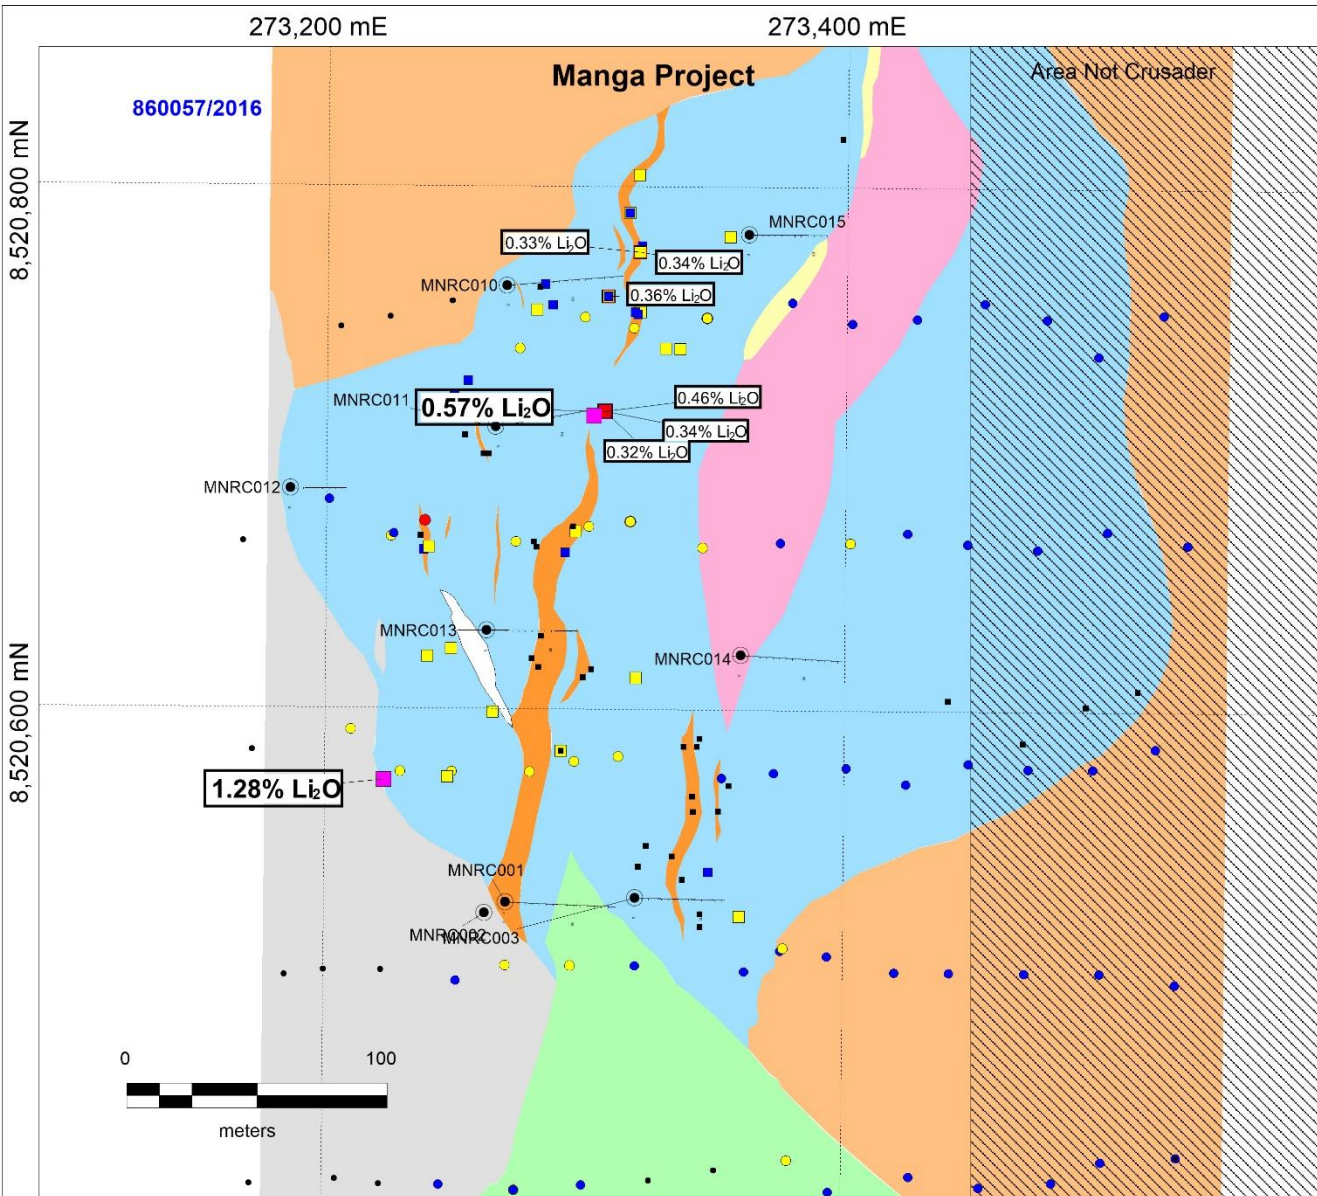 273,200 mE
273,400 mE
Manga Project
Area Not Crusader
860057/2016
8,520,800 mN
MNRC015
0.33% Li₂O
0.34% Li₂O
MNRC010
0.36% Li₂O
MNRC011
0.57% Li₂O
0.46% Li₂O
0.34% Li₂O
0.32% Li₂O
MNRC012
MNRC013
MNRC014
8,520,600 mN
1.28% Li₂O
MNRC001
MNRC002
MNRC003
0
100
meters